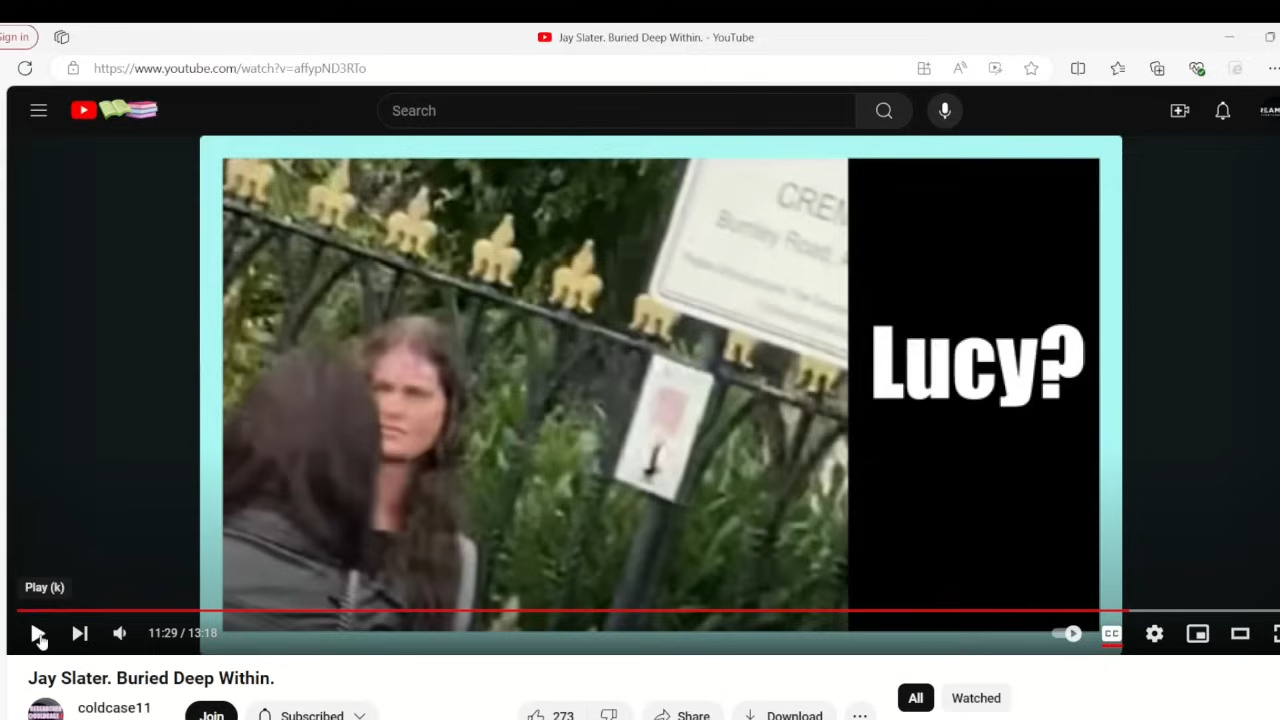 Sign in
Jay Slater. Buried Deep Within. - YouTube
https://www.youtube.com/watch?v=affypND3RTo
Search
CREM
Burnley Road,
Lucy?
Play (k)
11:29 / 13:18
CC
Jay Slater. Buried Deep Within.
coldcase11
Join
Subscribed
273
Share
Download
All
Watched